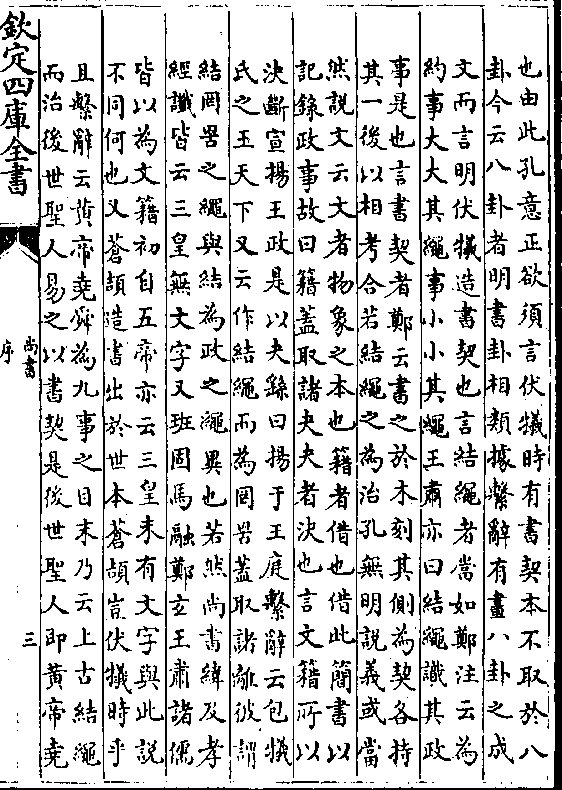 也由此孔意正欲須言伏犧時有書契本不取於八
卦今云八卦者明書卦相類據繫辭有畫八卦之成
文而言明伏犧造書契也言結繩者當如鄭注云為
約事大大其繩事小小其繩王肅亦曰結繩識其政
事是也言書契者鄭云書之於木刻其側為契各持
其一後以相考合若結繩之為治孔無明說義或當
然說文云文者物象之本也籍者借也借此簡書以
記錄政事故曰籍蓋取諸夬夬者決也言文籍所以
決斷宣揚王政是以夬繇曰揚于王庭繫辭云包犧
氏之王天下又云作結繩而為罔罟蓋取諸離彼謂
結罔罟之繩與結為政之繩異也若然尚書緯及孝
經讖皆云三皇無文字又班固馬融鄭玄王肅諸儒
皆以為文籍初自五帝亦云三皇未有文字與此說
不同何也又蒼頡造書出於世本蒼頡豈伏犧時乎
且繫辭云黃帝堯舜為九事之目末乃云上古結繩
而治後世聖人易之以書契是後世聖人即黃帝堯
欽定四庫全書
尚書
序
三